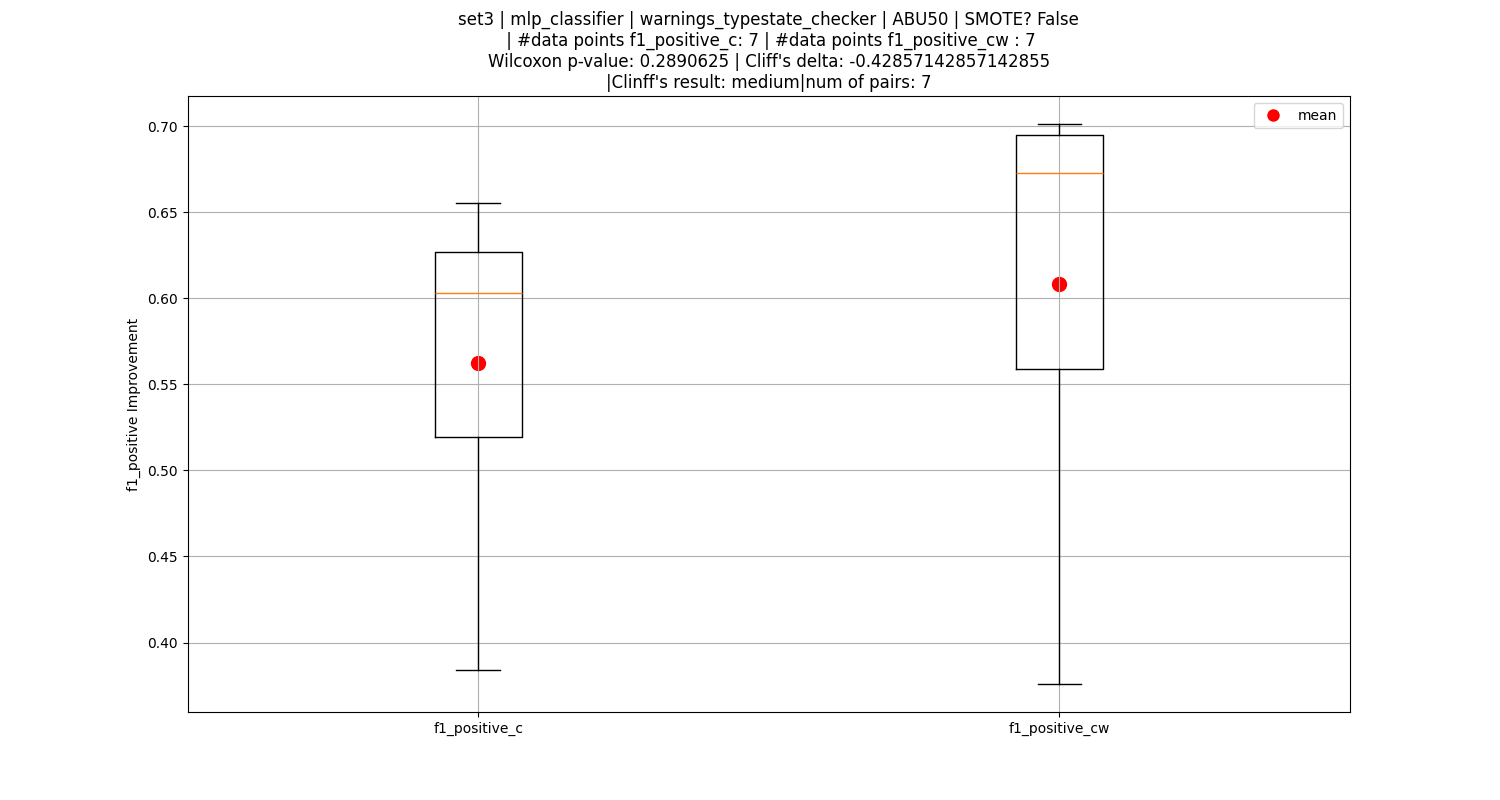 set3 | mlp_classifier | warnings_typestate_checker | ABU50 | SMOTE? False
| #data points f1_positive_c: 7 | #data points f1_positive_cw : 7
Wilcoxon p-value: 0.2890625 | Cliff's delta: -0.42857142857142855
|Clinff's result: medium|num of pairs: 7
mean
0.70
0.65
0.60
0.55
0.50
0.45
0.40
f1_positive Improvement
f1_positive_c
f1_positive_cw